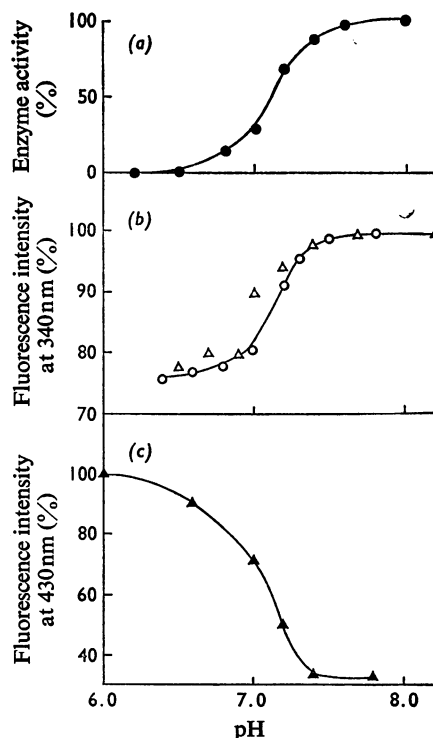 (a)
Enzyme activity
(%)
100
50
0
(b)
Fluorescence intensity
at 340nm (%)
100
90
80
70
(c)
Fluorescence intensity
at 430nm (%)
100
80
60
40
6.0
7.0
8.0
pH